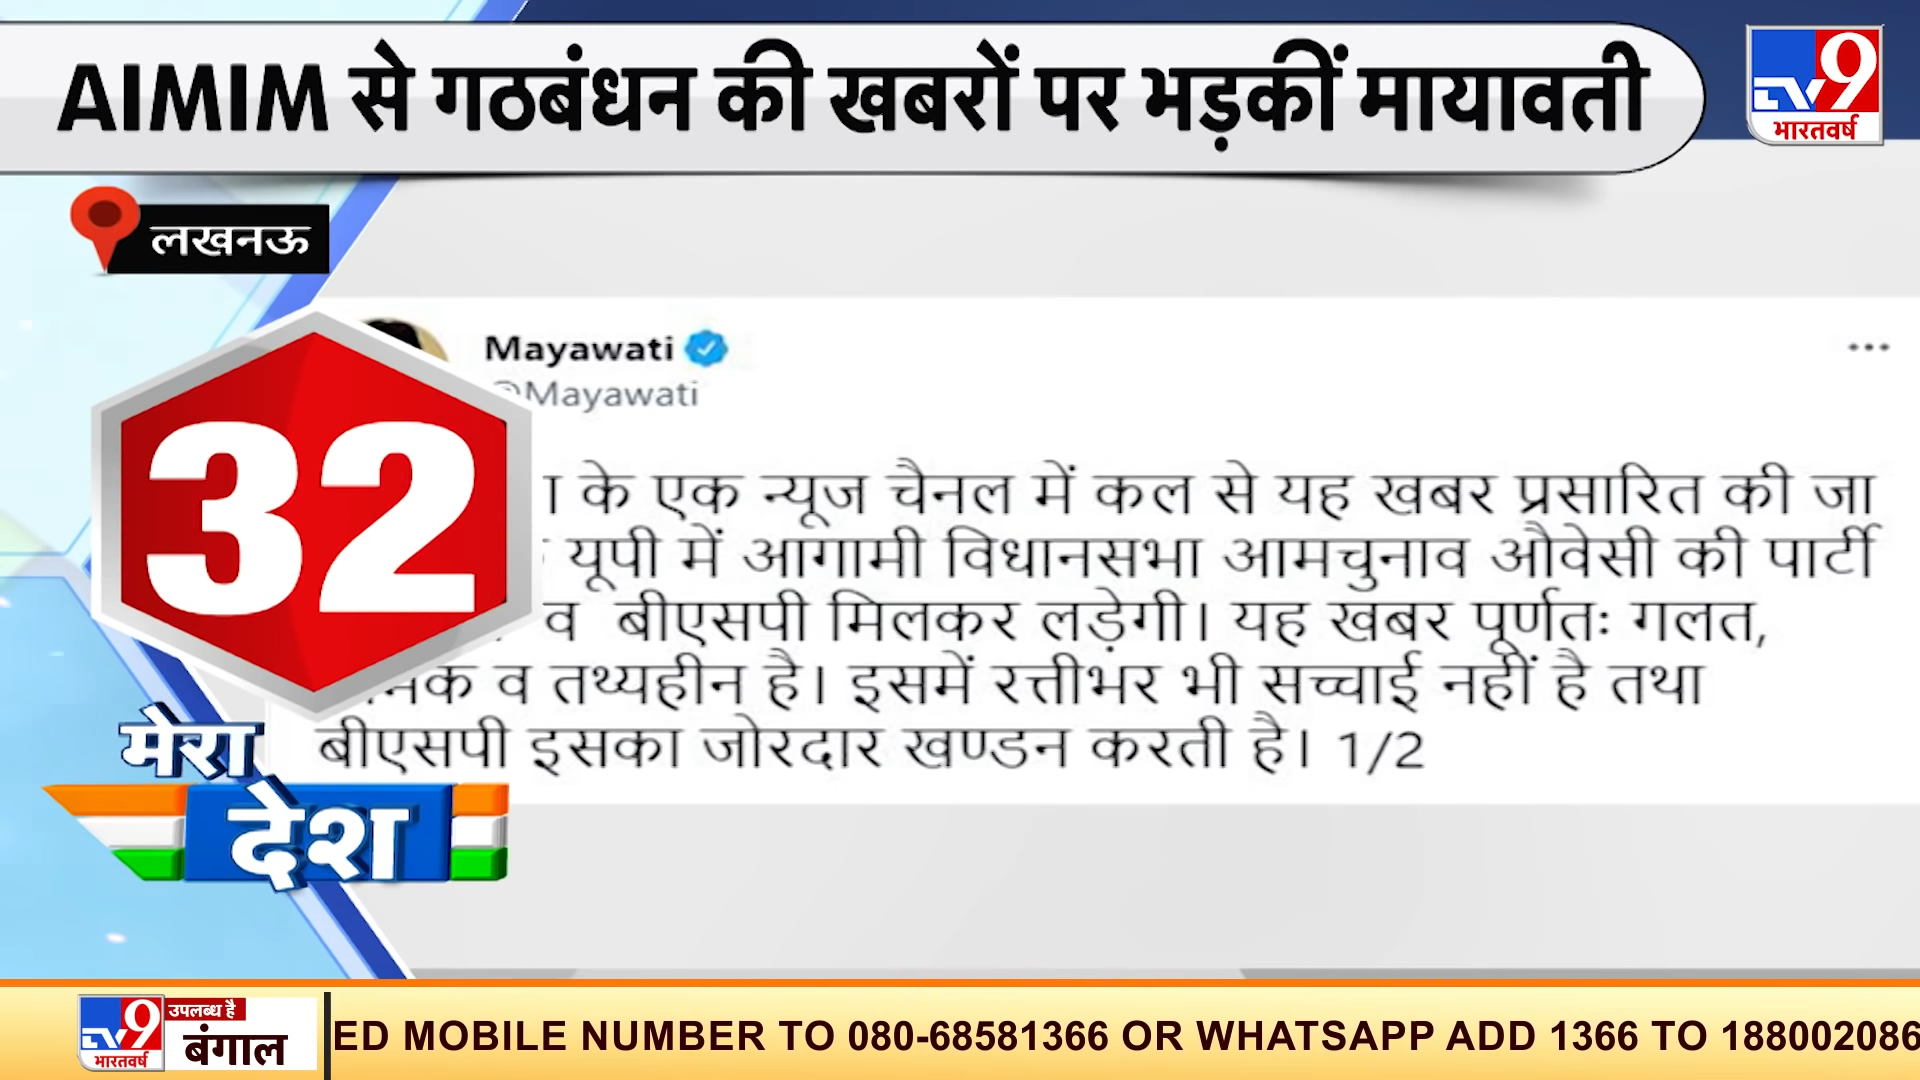 AIMIM से गठबंधन की खबरों पर भड़कीं मायावती
TV9
भारतवर्ष
लखनऊ
Mayawati
@Mayawati
32
के एक न्यूज चैनल में कल से यह खबर प्रसारित की जा
यूपी में आगामी विधानसभा आमचुनाव औवेसी की पार्टी
व बीएसपी मिलकर लड़ेगी। यह खबर पूर्णतः गलत,
व तथ्यहीन है। इसमें रत्तीभर भी सच्चाई नहीं है तथा
बीएसपी इसका जोरदार खण्डन करती है। 1/2
मेरा
देश
TV9
भारतवर्ष
उपलब्ध है
बंगाल
ED MOBILE NUMBER TO 080-68581366 OR WHATSAPP ADD 1366 TO 188002086